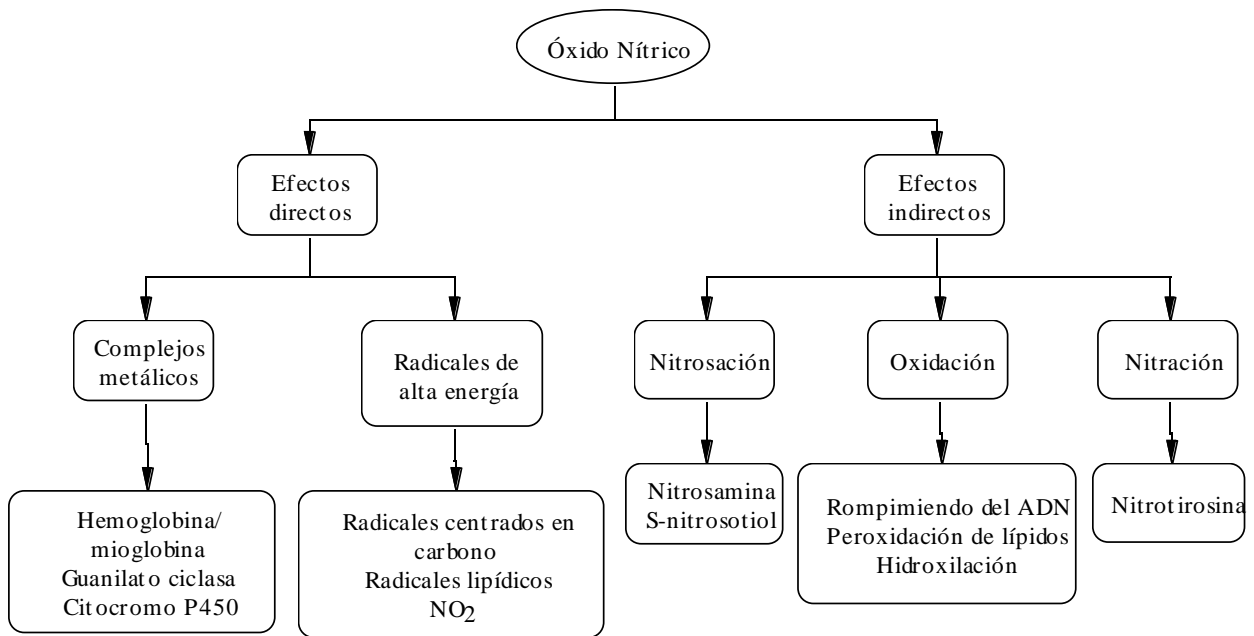 Óxido Nítrico
Efectos
directos
Efectos
indirectos
Complejos
metálicos
Radicales de
alta energía
Nitrosación
Oxidación
Nitración
Hemoglobina/
mioglobina
Guanilato ciclasa
Citocromo P450
Radicales centrados en
carbono
Radicales lipídicos
NO2
Nitrosamina
S-nitrosotiol
Rompimiendo del ADN
Peroxidación de lípidos
Hidroxilación
Nitrotirosina